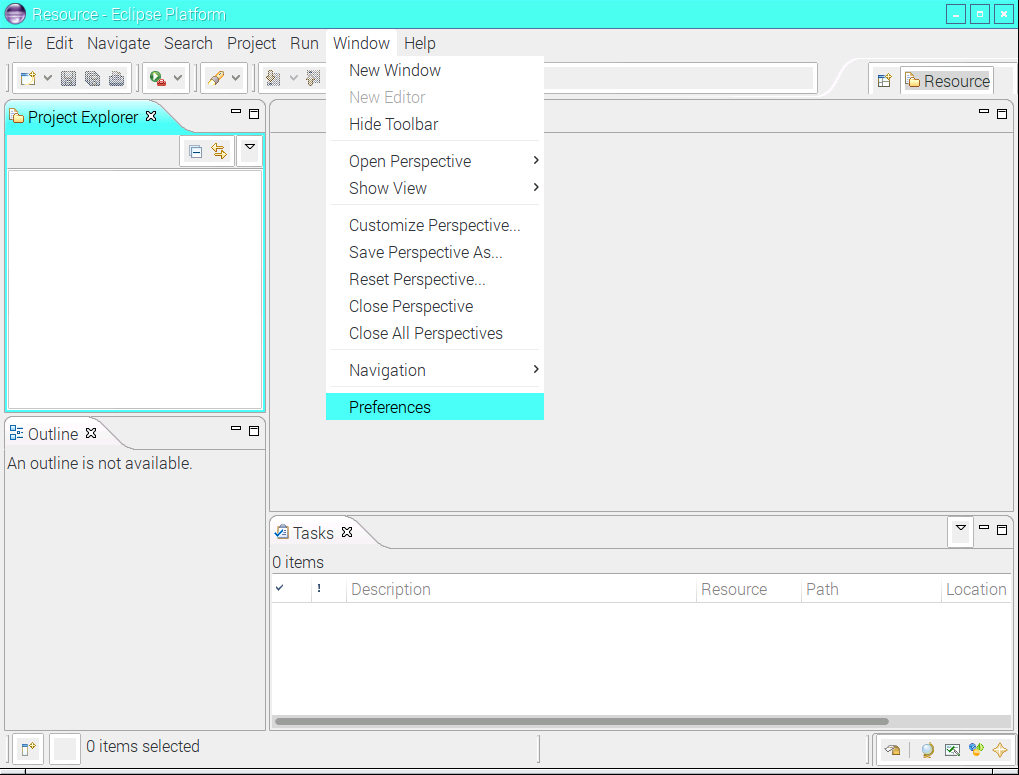 Resource - Eclipse Platform
File Edit Navigate Search Project Run Window Help
New Window
New Editor
Hide Toolbar
Open Perspective
Show View
Customize Perspective...
Save Perspective As...
Reset Perspective...
Close Perspective
Close All Perspectives
Navigation
Preferences
Resource
Project Explorer
Outline
An outline is not available.
Tasks
0 items
! Description Resource Path Location
0 items selected